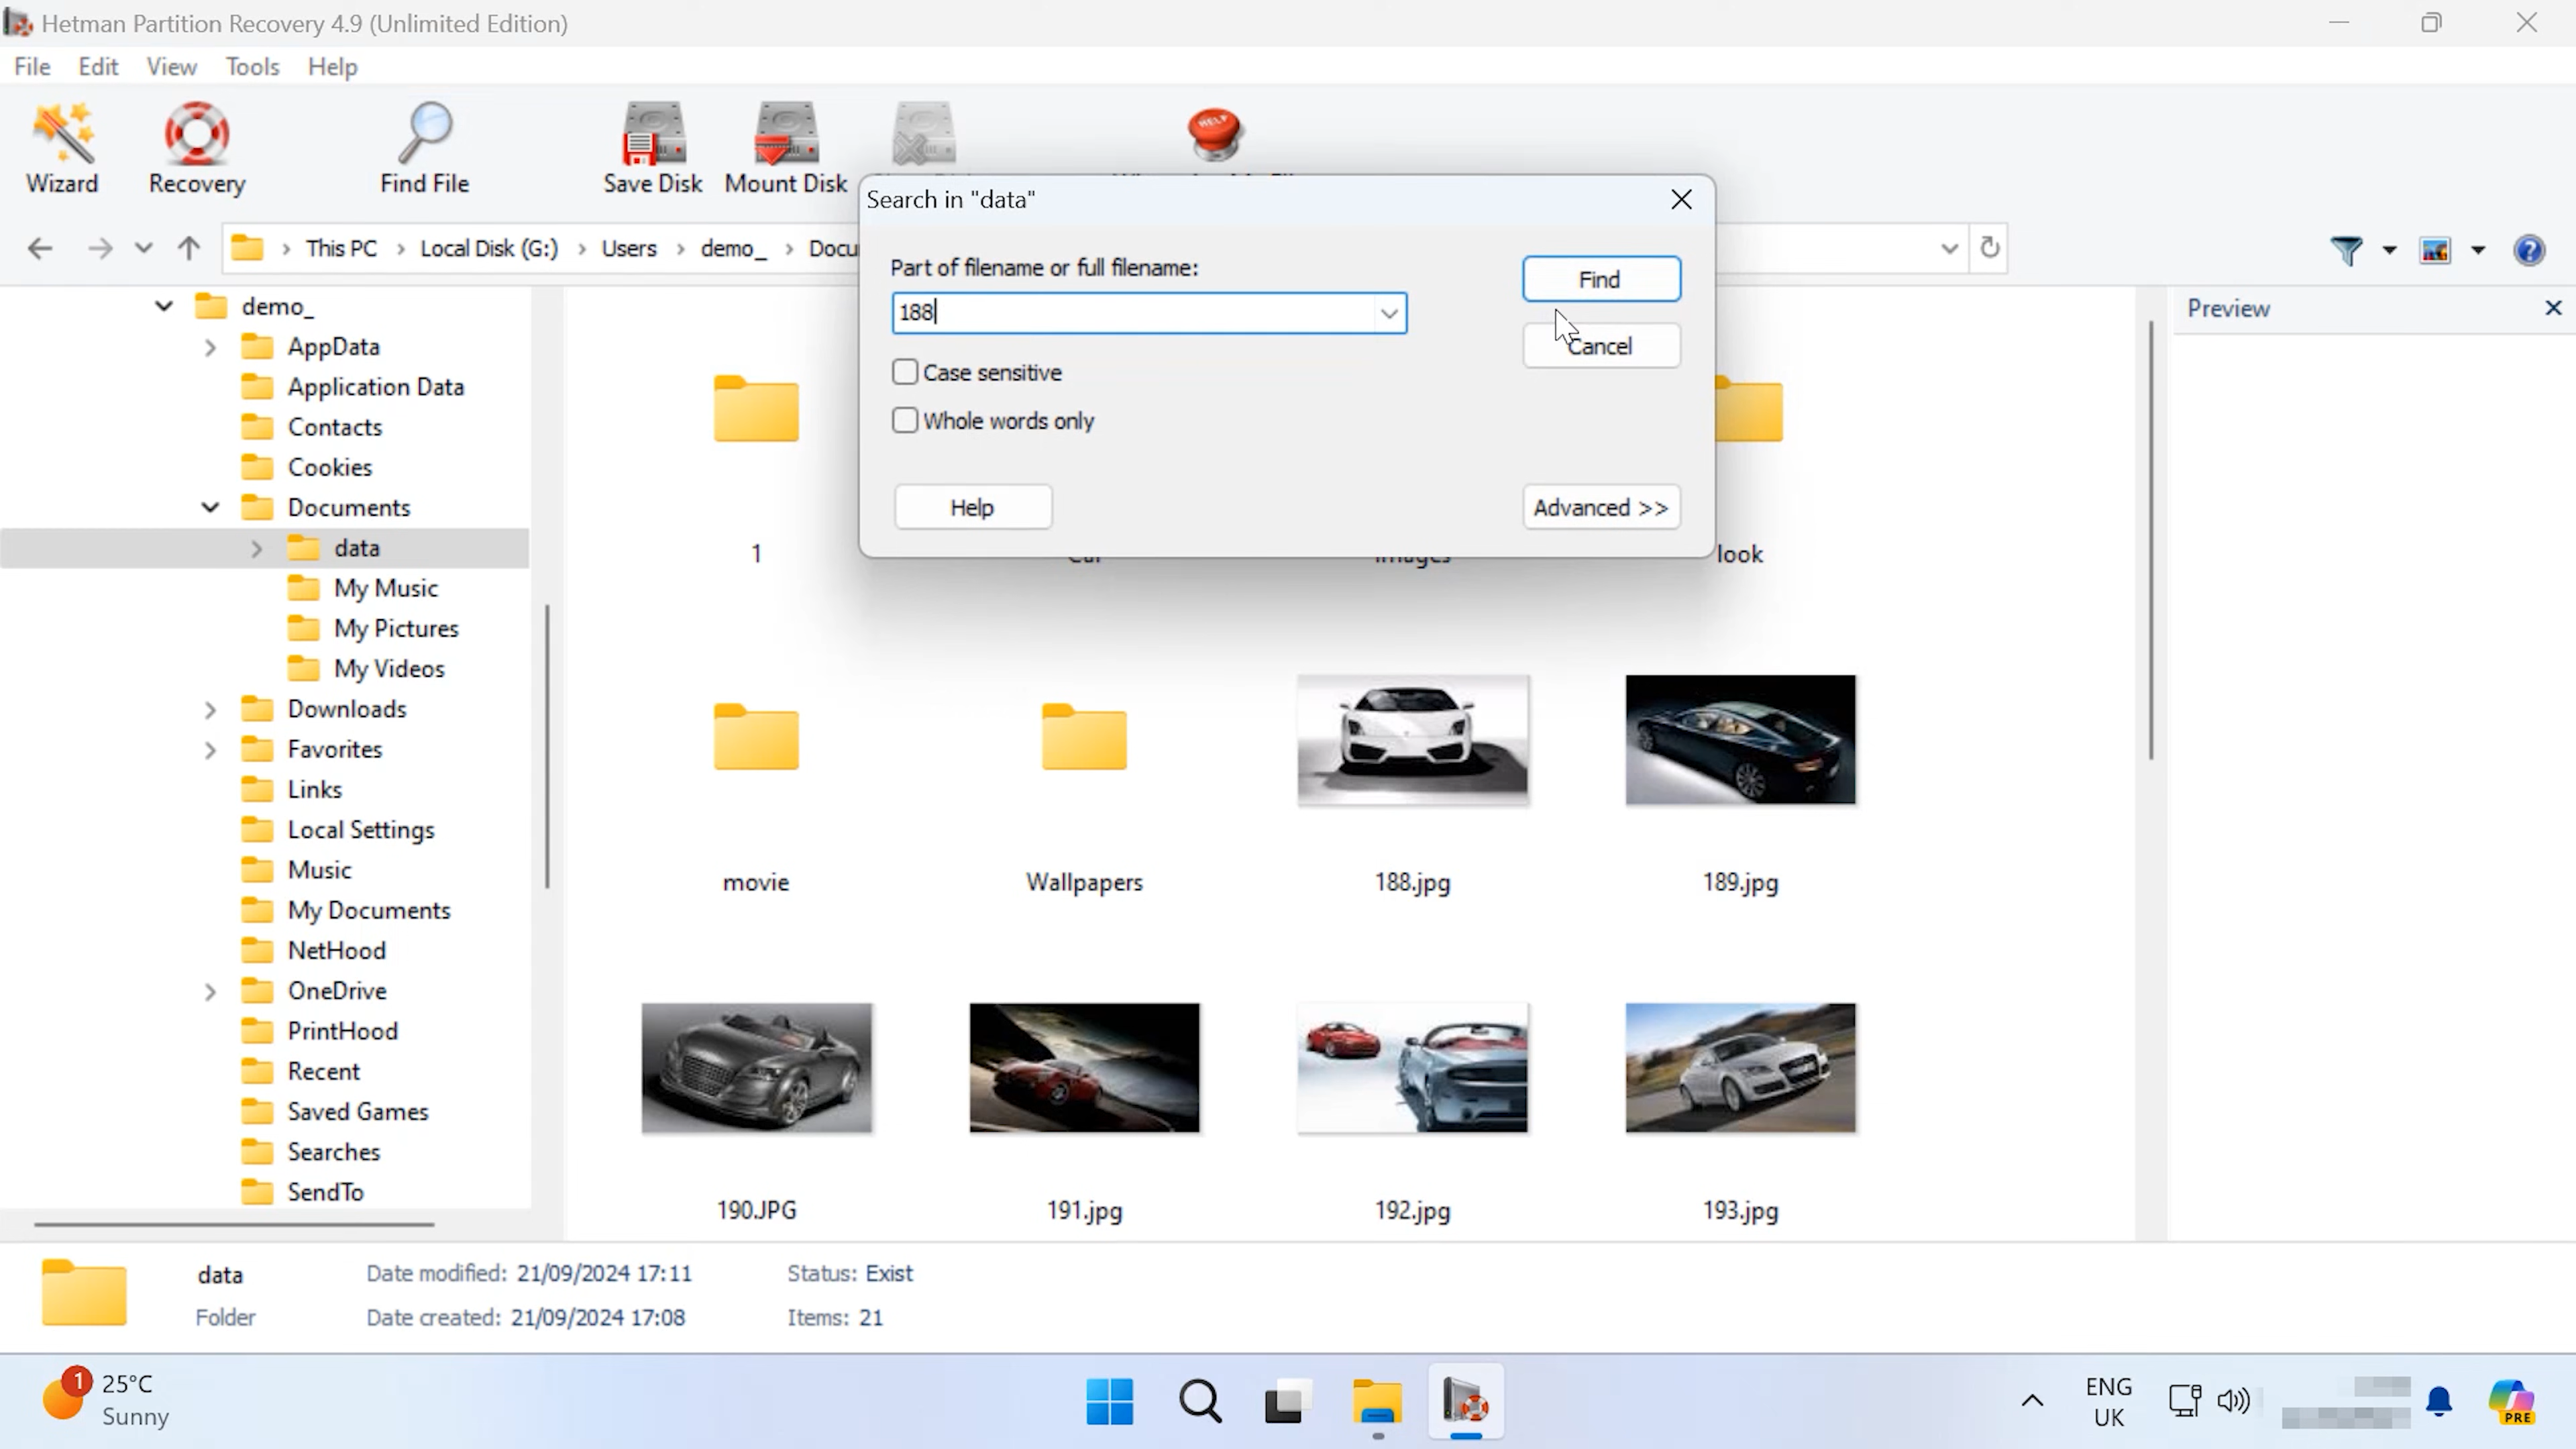 Hetman Partition Recovery 4.9 (Unlimited Edition)
File Edit View Tools Help
HELP
Wizard Recovery Find File Save Disk Mount Disk
This PC Local Disk (G:) Users demo_ Docu
Search in "data"
Part of filename or full filename:
188
Find
Cancel
Case sensitive
Whole words only
Help
Advanced >>
Preview
demo_
AppData
Application Data
Contacts
Cookies
Documents
data
My Music
My Pictures
My Videos
Downloads
Favorites
Links
Local Settings
Music
My Documents
NetHood
OneDrive
PrintHood
Recent
Saved Games
Searches
SendTo
1 look
movie Wallpapers 188.jpg 189.jpg
190.JPG 191.jpg 192.jpg 193.jpg
data Date modified: 21/09/2024 17:11 Status: Exist
Folder Date created: 21/09/2024 17:08 Items: 21
1 25°C
Sunny
ENG
UK
PRE